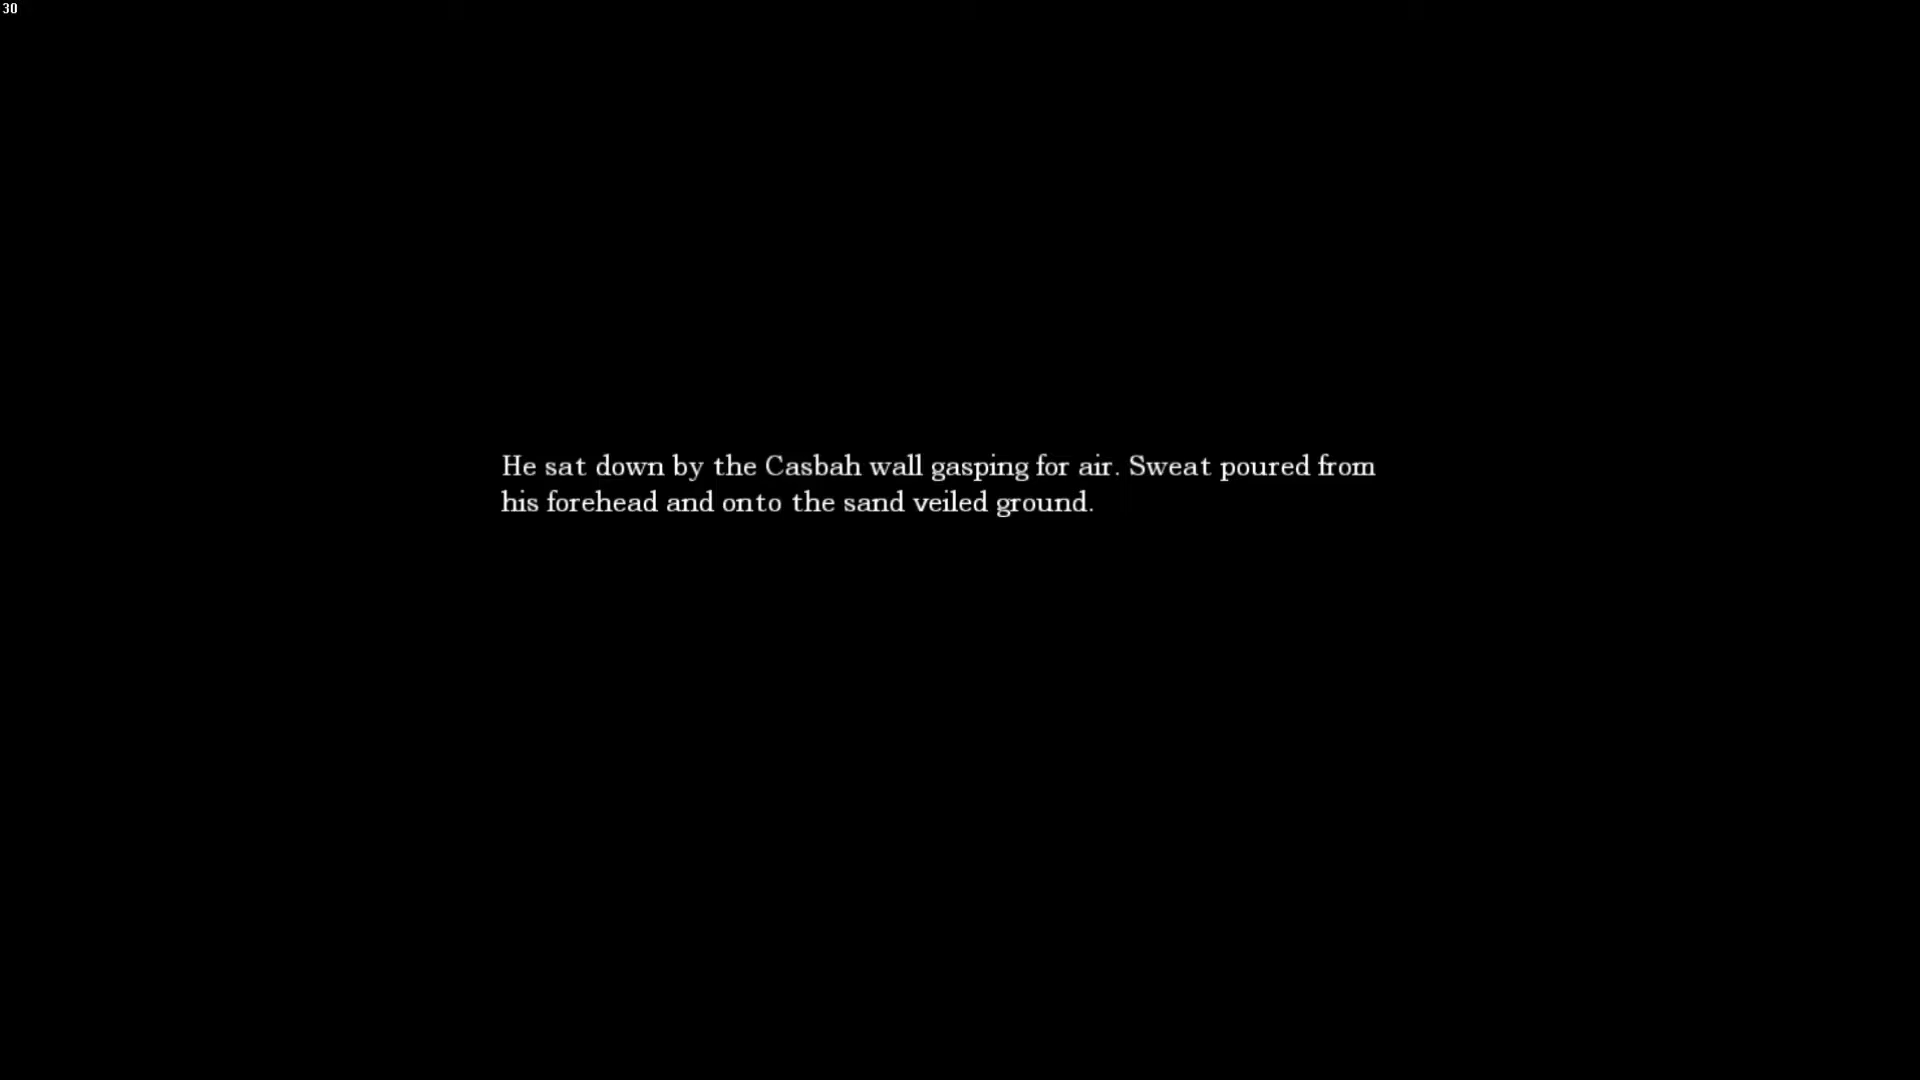 30
He sat down by the Casbah wall gasping for air. Sweat poured from
his forehead and onto the sand veiled ground.